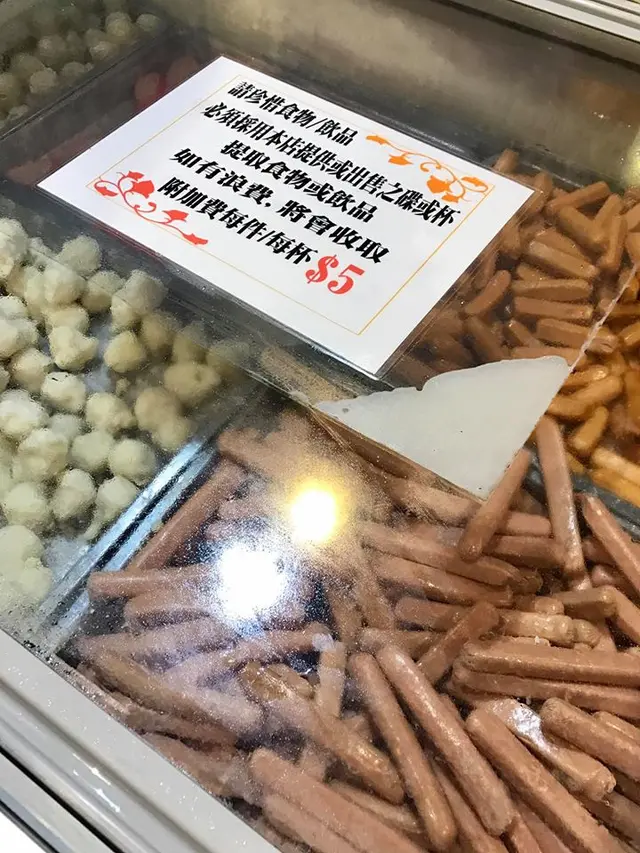 請珍惜食物/飲品
必須採用本店提供或出售之碟或杯
提取食物或飲品
如有浪費，將會收取
附加費每件/每杯 $5